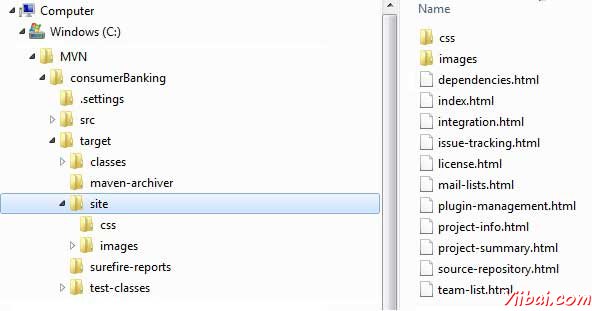 Computer
Windows (C:)
MVN
consumerBanking
.settings
src
target
classes
maven-archiver
site
css
images
surefire-reports
test-classes
Name
css
images
dependencies.html
index.html
integration.html
issue-tracking.html
license.html
mail-lists.html
plugin-management.html
project-info.html
project-summary.html
source-repository.html
team-list.html
Yiibai.com